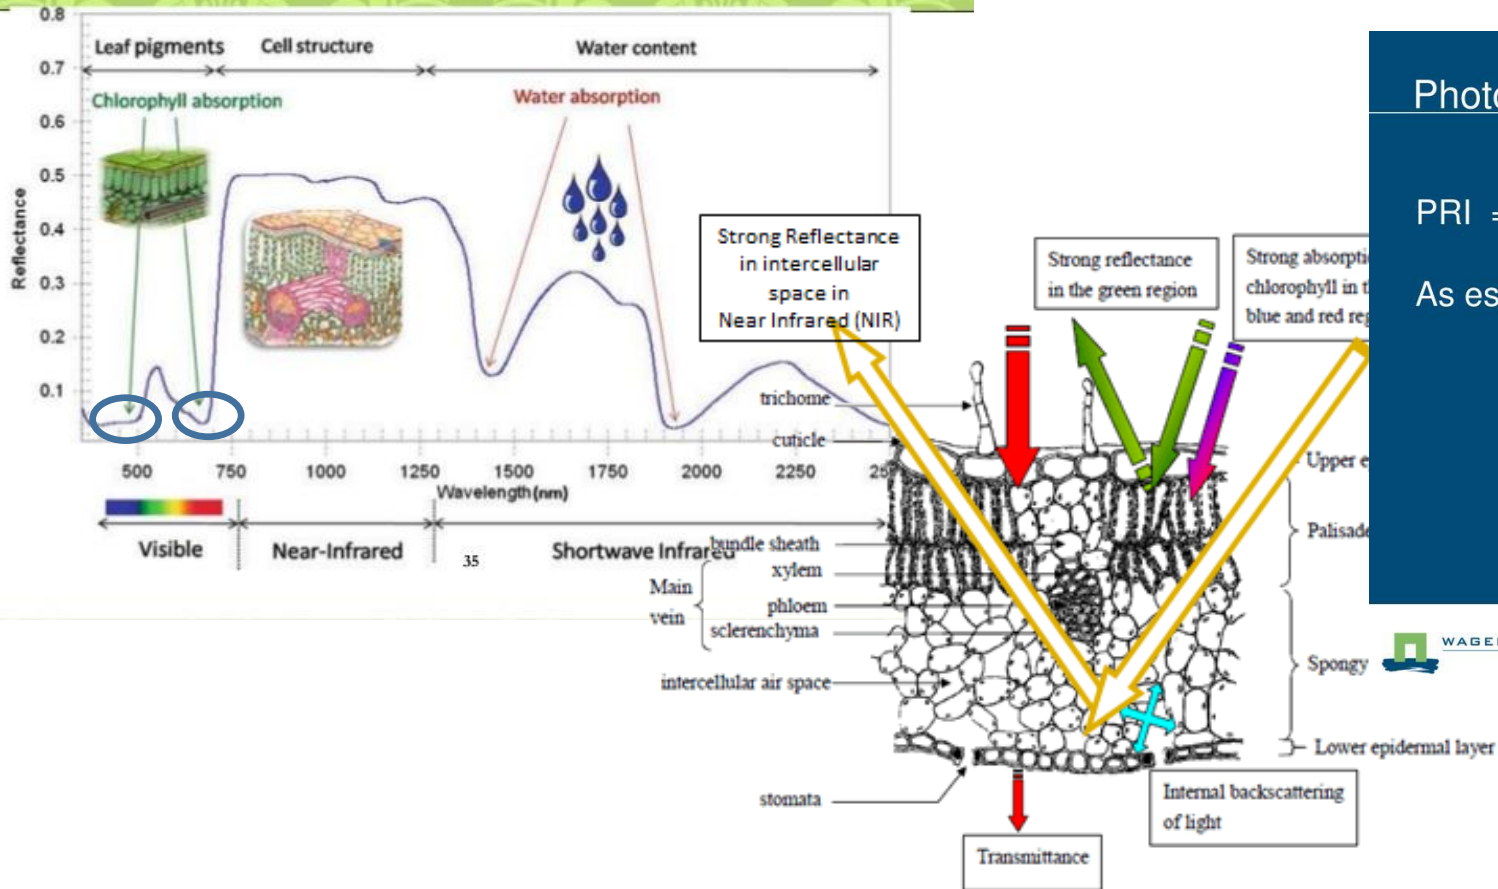 0.8
Leaf pigments
Cell structure
Water content
0.7
Chlorophyll absorption
Water absorption
0.6
0.5
0.4
0.3
0.2
0.1
Reflectance
500
750
1000
1250
1500
1750
2000
2250
25
Wavelength(nm)
Visible
Near-Infrared
35
Shortwave Infrared
Strong Reflectance
in intercellular
space in
Near Infrared (NIR)
Strong reflectance
in the green region
Strong absorpti
chlorophyll in t
blue and red reg
trichome
cuticle
bundle sheath
Main
vein
xylem
phloem
sclerenchyma
intercellular air space
stomata
Upper e
Palisade
Spongy
Lower epidermal layer
Internal backscattering
of light
Transmittance
Photo
PRI =
As es
WAGE